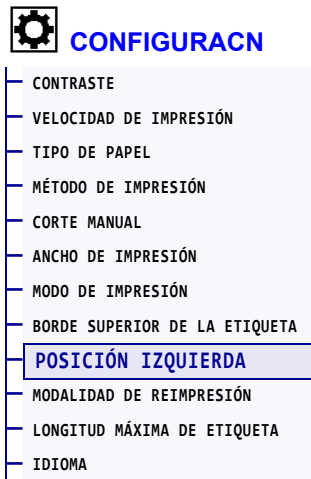 CONFIGURACN
CONTRASTE
VELOCIDAD DE IMPRESIÓN
TIPO DE PAPEL
MÉTODO DE IMPRESIÓN
CORTE MANUAL
ANCHO DE IMPRESIÓN
MODO DE IMPRESIÓN
BORDE SUPERIOR DE LA ETIQUETA
POSICIÓN IZQUIERDA
MODALIDAD DE REIMPRESIÓN
LONGITUD MÁXIMA DE ETIQUETA
IDIOMA